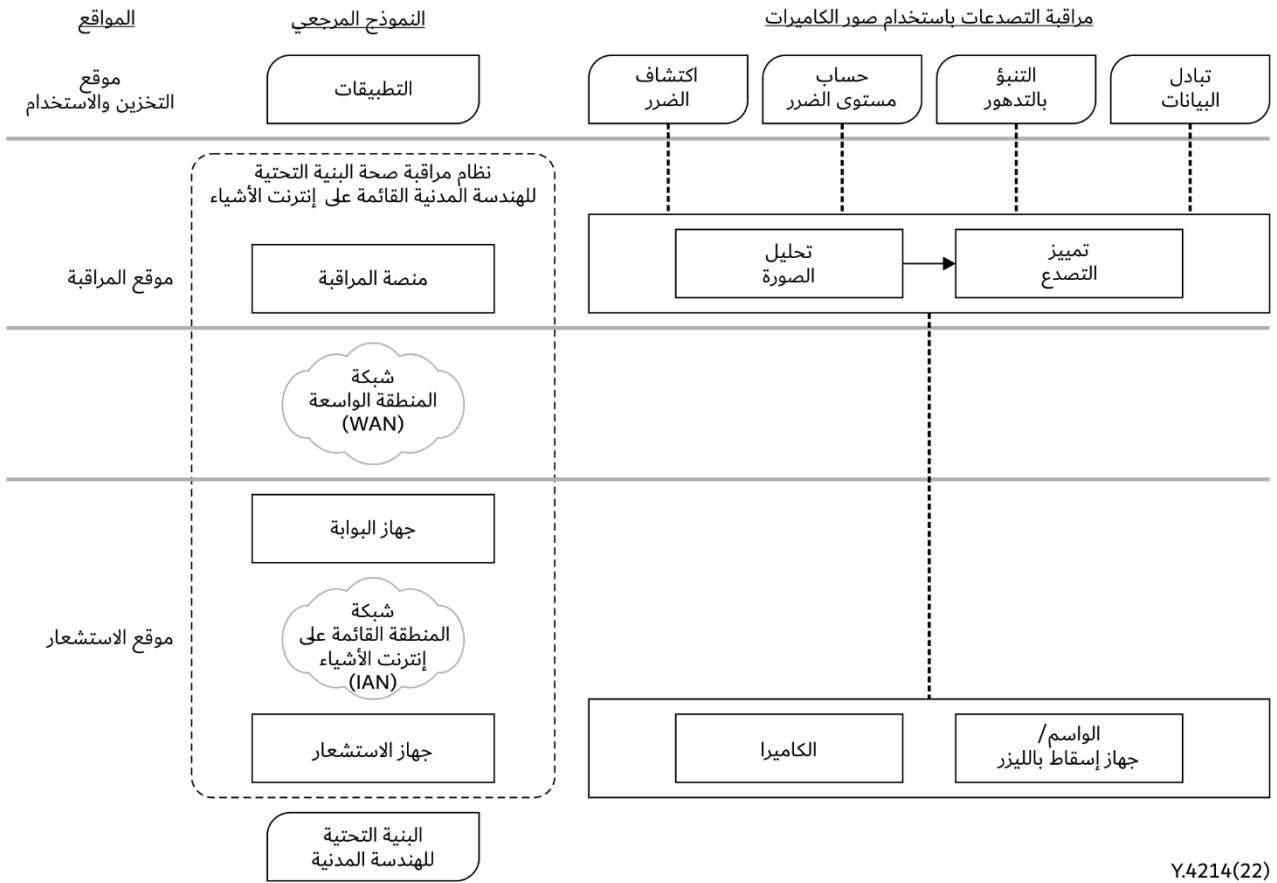 المواقع
النموذج المرجعي
مراقبة التصدعات باستخدام صور الكاميرات
موقع
التخزين والاستخدام
التطبيقات
اكتشاف
الضرر
حساب
مستوى الضرر
التنبؤ
بالتدهور
تبادل
البيانات
نظام مراقبة صحة البنية التحتية
للهندسة المدنية القائمة على إنترنت الأشياء
موقع المراقبة
منصة المراقبة
تحليل
الصورة
تمييز
التصدع
شبكة
المنطقة الواسعة
(WAN)
موقع الاستشعار
جهاز البوابة
شبكة
المنطقة القائمة على
إنترنت الأشياء
(IAN)
جهاز الاستشعار
الكاميرا
الواسم/
جهاز إسقاط بالليزر
البنية التحتية
للهندسة المدنية
Y.4214(22)